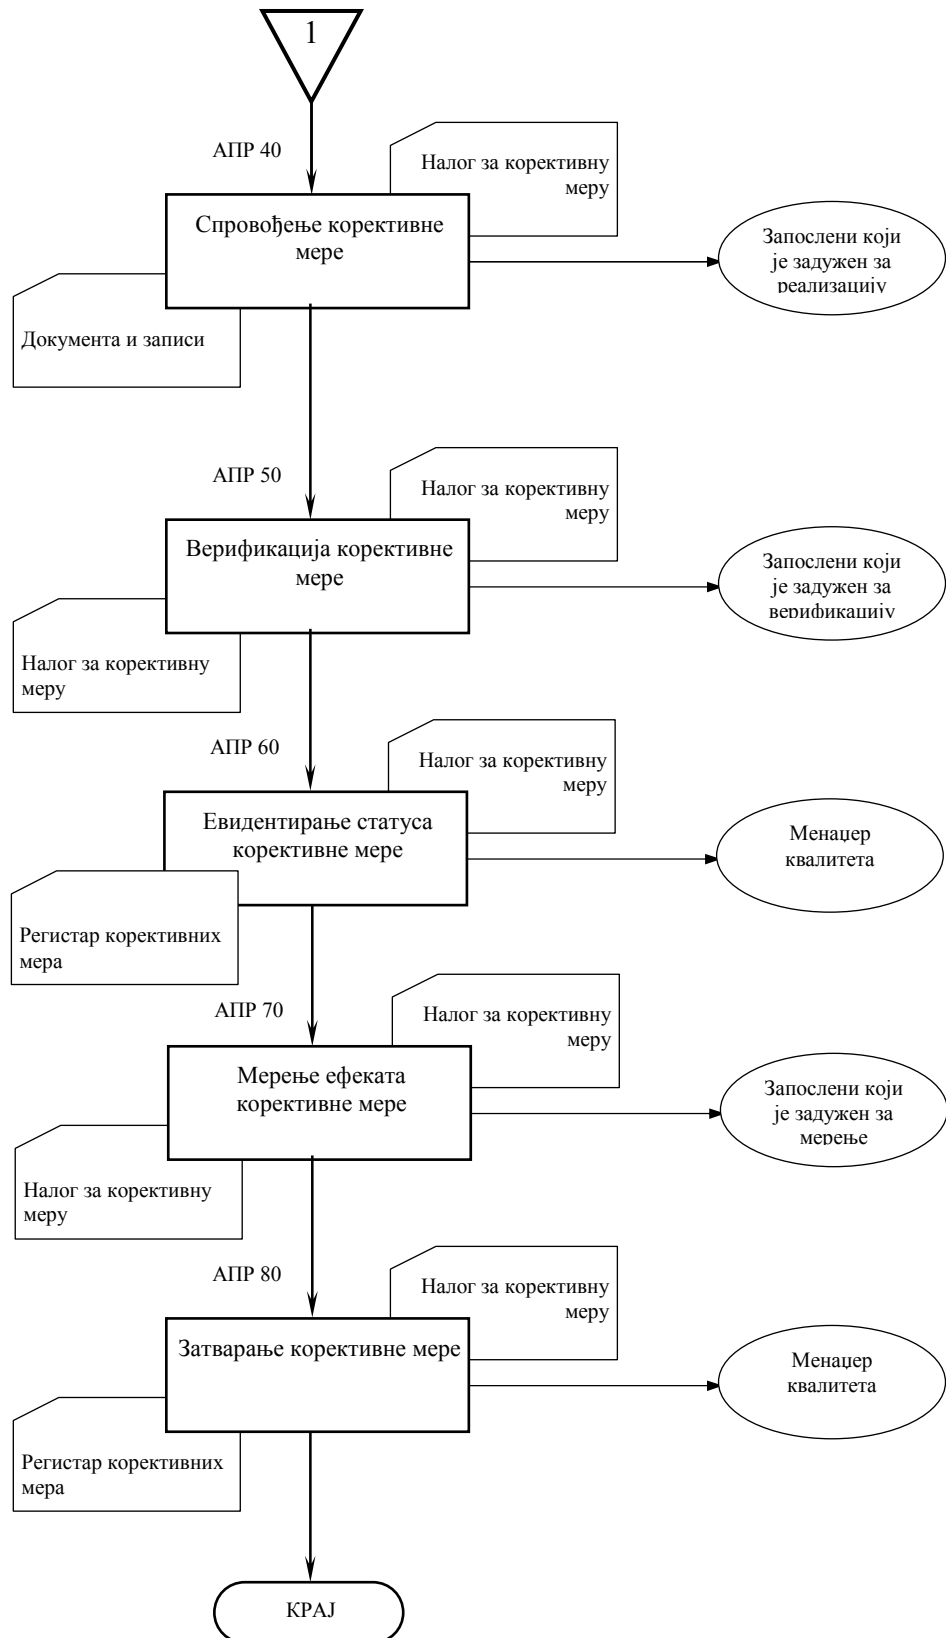 1
АПР 40
Налог за корективну
меру
Спровођење корективне
мере
Запослени који
је задужен за
реализацију
Документа и записи
АПР 50
Налог за корективну
меру
Верификација корективне
мере
Запослени који
је задужен за
верификацију
Налог за корективну
меру
АПР 60
Налог за корективну
меру
Евидентирање статуса
корективне мере
Менаџер
квалитета
Регистар корективних
мера
АПР 70
Налог за корективну
меру
Мерење ефеката
корективне мере
Запослени који
је задужен за
мерење
Налог за корективну
меру
АПР 80
Налог за корективну
меру
Затварање корективне мере
Менаџер
квалитета
Регистар корективних
мера
КРАЈ